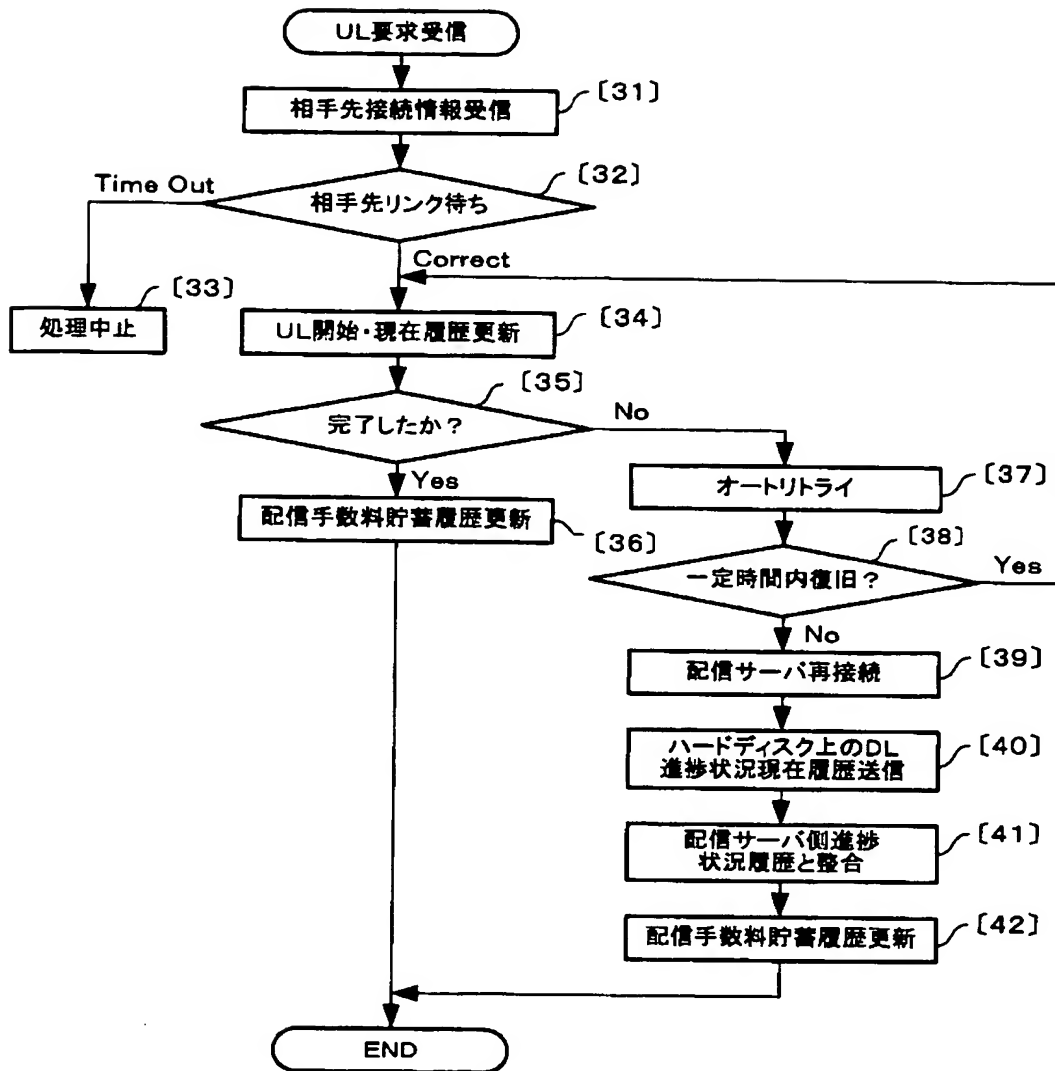 UL要求受信
[31]
相手先接続情報受信
[32]
Time Out
相手先リンク待ち
Correct
[33]
処理中止
[34]
UL開始・現在履歴更新
[35]
完了したか？
No
Yes
[37]
オートリトライ
配信手数料貯蓄履歴更新
[36]
[38]
一定時間内復旧？
Yes
No
[39]
配信サーバ再接続
ハードディスク上のDL
進捗状況現在履歴送信
[40]
配信サーバ側進捗
状況履歴と整合
[41]
配信手数料貯蓄履歴更新
[42]
END